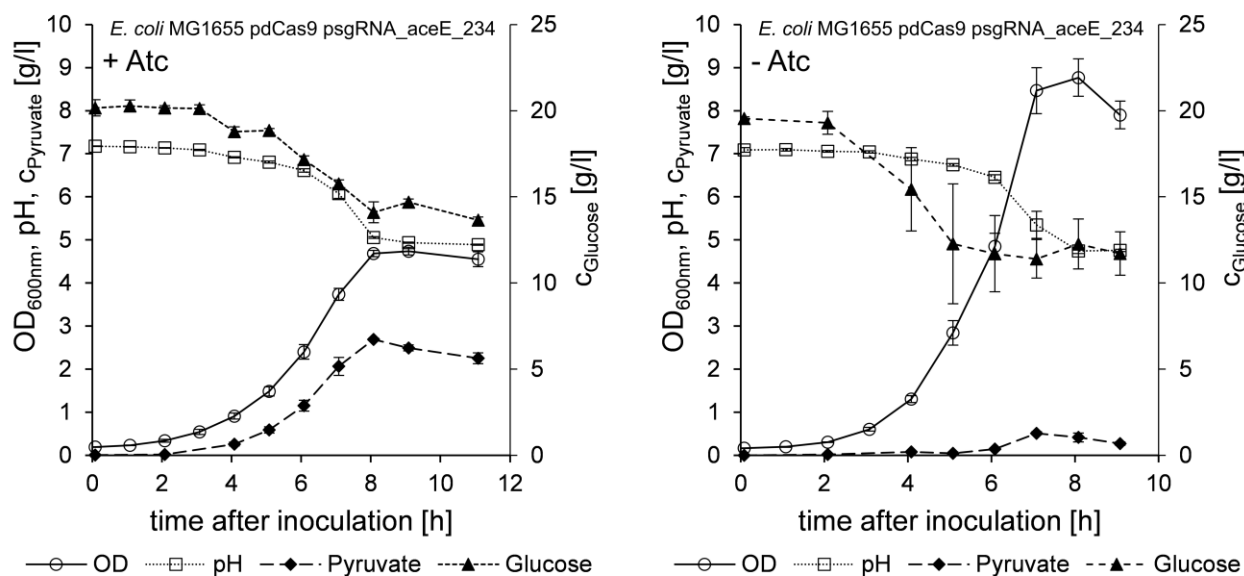 E. coli MG1655 pdCas9 psgRNA_aceE_234
+ Atc
OD600nm, pH, cPyruvate [g/l]
10
9
8
7
6
5
4
3
2
1
0
25
20
15
10
5
0
cGlucose [g/l]
0 2 4 6 8 10 12
time after inoculation [h]
OD pH Pyruvate Glucose
E. coli MG1655 pdCas9 psgRNA_aceE_234
- Atc
OD600nm, pH, cPyruvate [g/l]
10
9
8
7
6
5
4
3
2
1
0
25
20
15
10
5
0
cGlucose [g/l]
0 2 4 6 8 10
time after inoculation [h]
OD pH Pyruvate Glucose